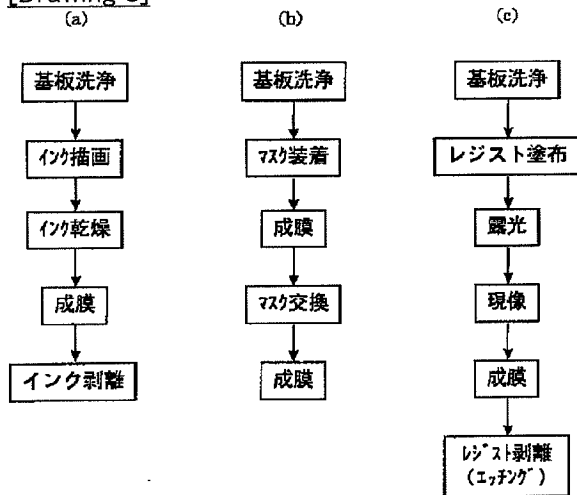 (a)
基板洗浄
インク描画
インク乾燥
成膜
インク剥離
(b)
基板洗浄
マスク装着
成膜
マスク交換
成膜
(c)
基板洗浄
レジスト塗布
露光
現像
成膜
レジスト剥離
(エッチング)